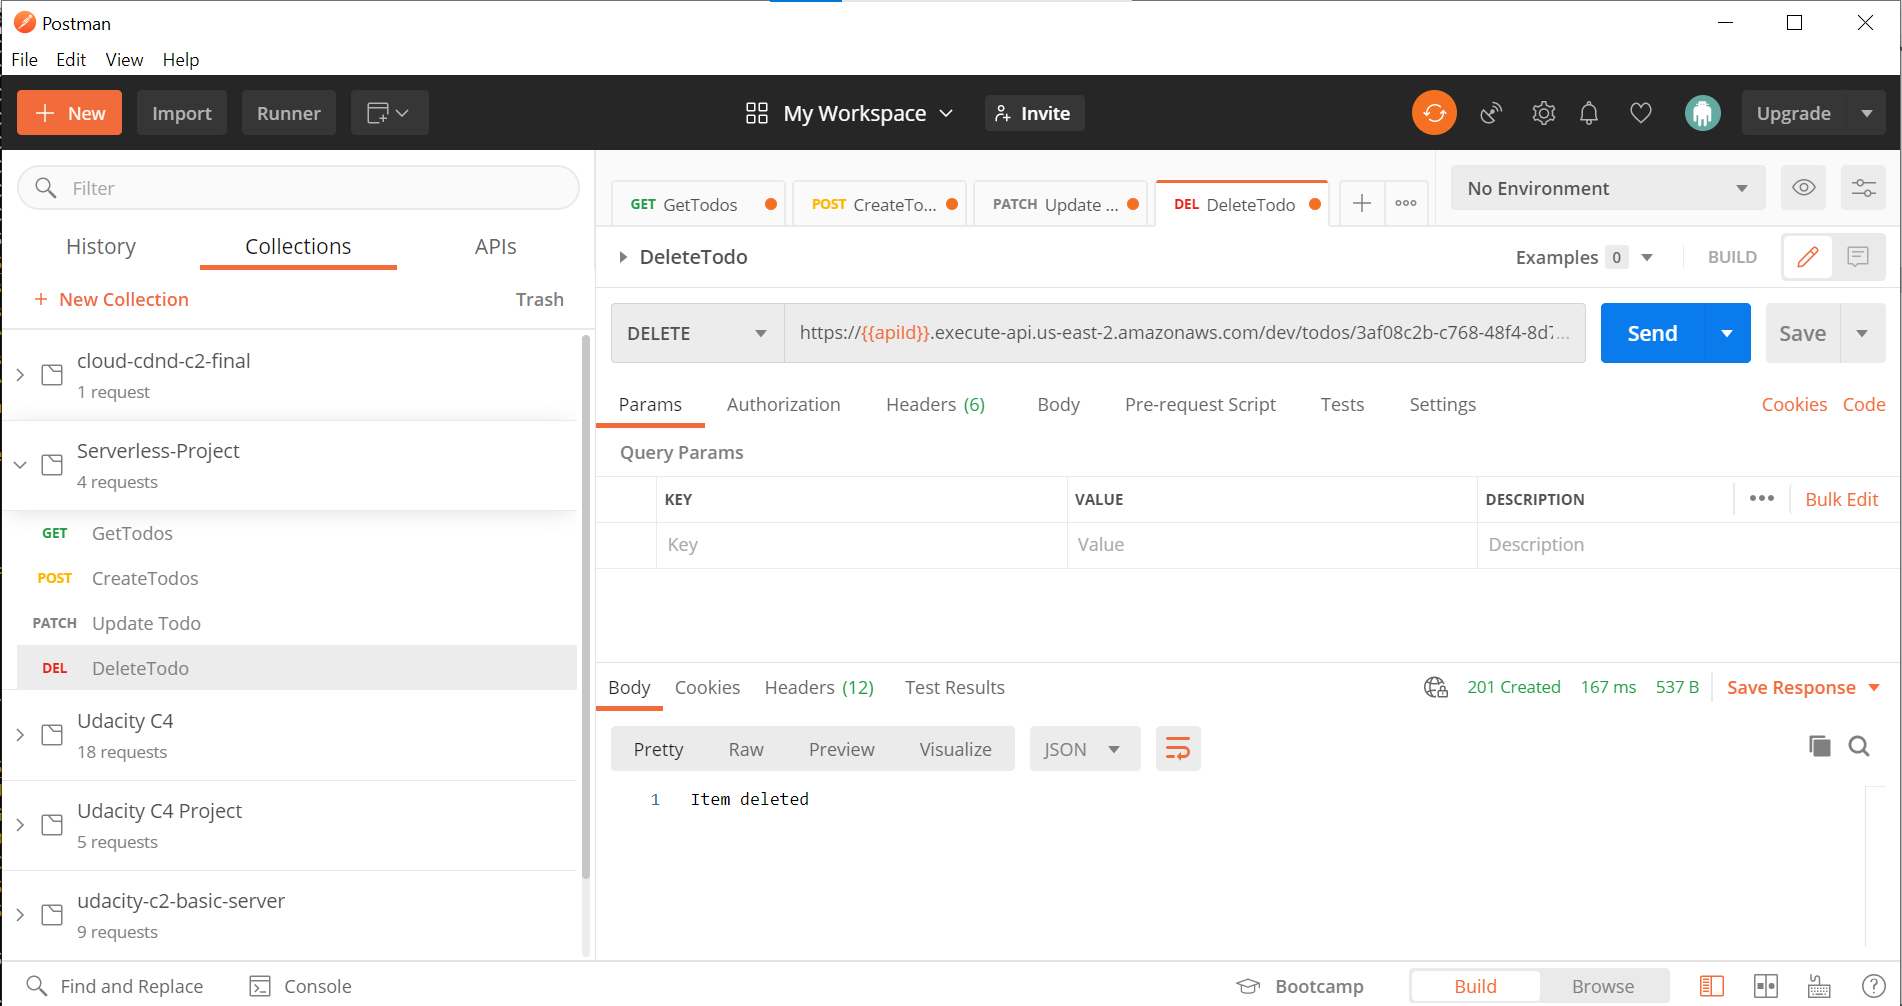 Postman
File Edit View Help
New Import Runner My Workspace Invite Upgrade
Filter
History Collections APIs
New Collection Trash
cloud-cdnd-c2-final
1 request
Serverless-Project
4 requests
GET GetTodos
POST CreateTodos
PATCH Update Todo
DEL DeleteTodo
Udacity C4
18 requests
Udacity C4 Project
5 requests
udacity-c2-basic-server
9 requests
GET GetTodos POST CreateTo... PATCH Update ... DEL DeleteTodo No Environment
DeleteTodo Examples 0 BUILD
DELETE https://{{apiId}}.execute-api.us-east-2.amazonaws.com/dev/todos/3af08c2b-c768-48f4-8d7... Send Save
Params Authorization Headers (6) Body Pre-request Script Tests Settings Cookies Code
Query Params
KEY VALUE DESCRIPTION Bulk Edit
Key Value Description
Body Cookies Headers (12) Test Results 201 Created 167 ms 537 B Save Response
Pretty Raw Preview Visualize JSON
1 Item deleted
Find and Replace Console Bootcamp Build Browse